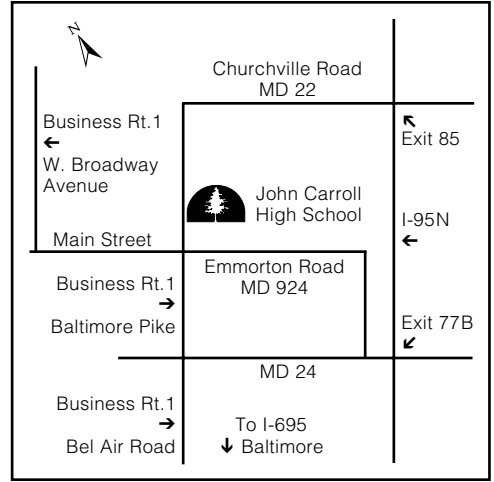 N
Churchville Road
MD 22
Business Rt.1
W. Broadway
Avenue
Exit 85
John Carroll
High School
I-95N
Main Street
Emmorton Road
MD 924
Business Rt.1
Baltimore Pike
Exit 77B
MD 24
Business Rt.1
Bel Air Road
To I-695
Baltimore